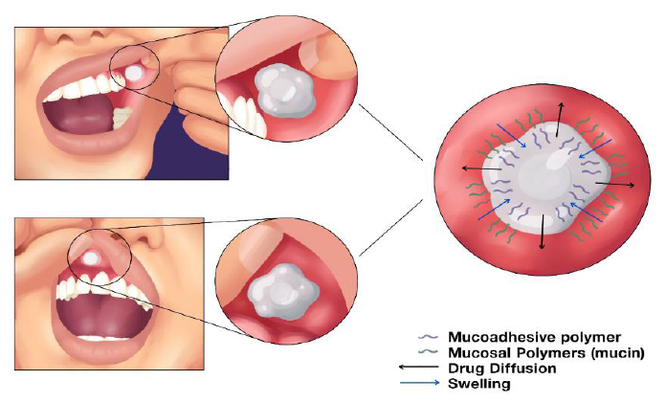 Mucoadhesive polymer
Mucosal Polymers (mucin)
Drug Diffusion
Swelling